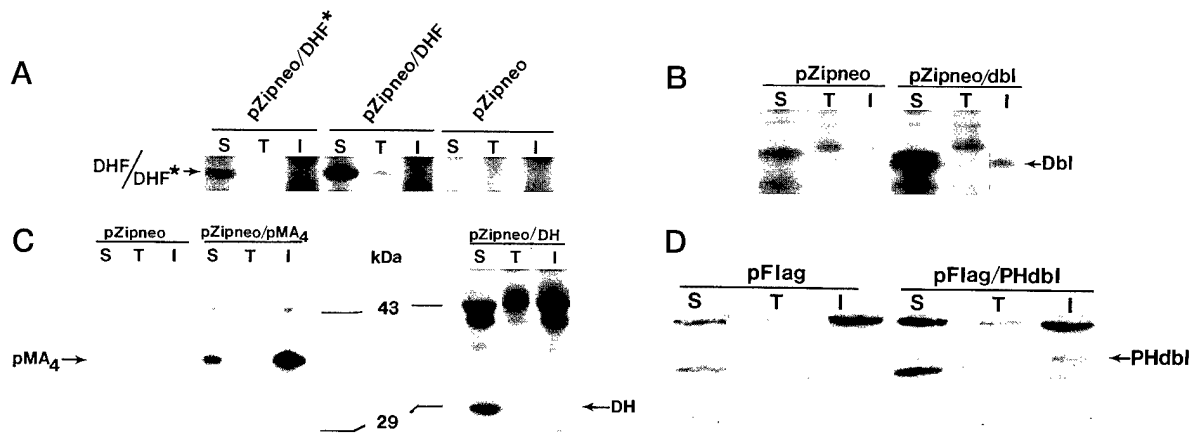 A
pZipneo/DHF* pZipneo/DHF pZipneo
S T I S T I S T I
DHF/DHF*
B
pZipneo pZipneo/dbl
S T I S T I
Dbl
C
pZipneo pZipneo/pMA4 kDa pZipneo/DH
S T I S T I S T I
43
pMA4
29
DH
D
pFlag pFlag/PHdbl
S T I S T I
PHdbl